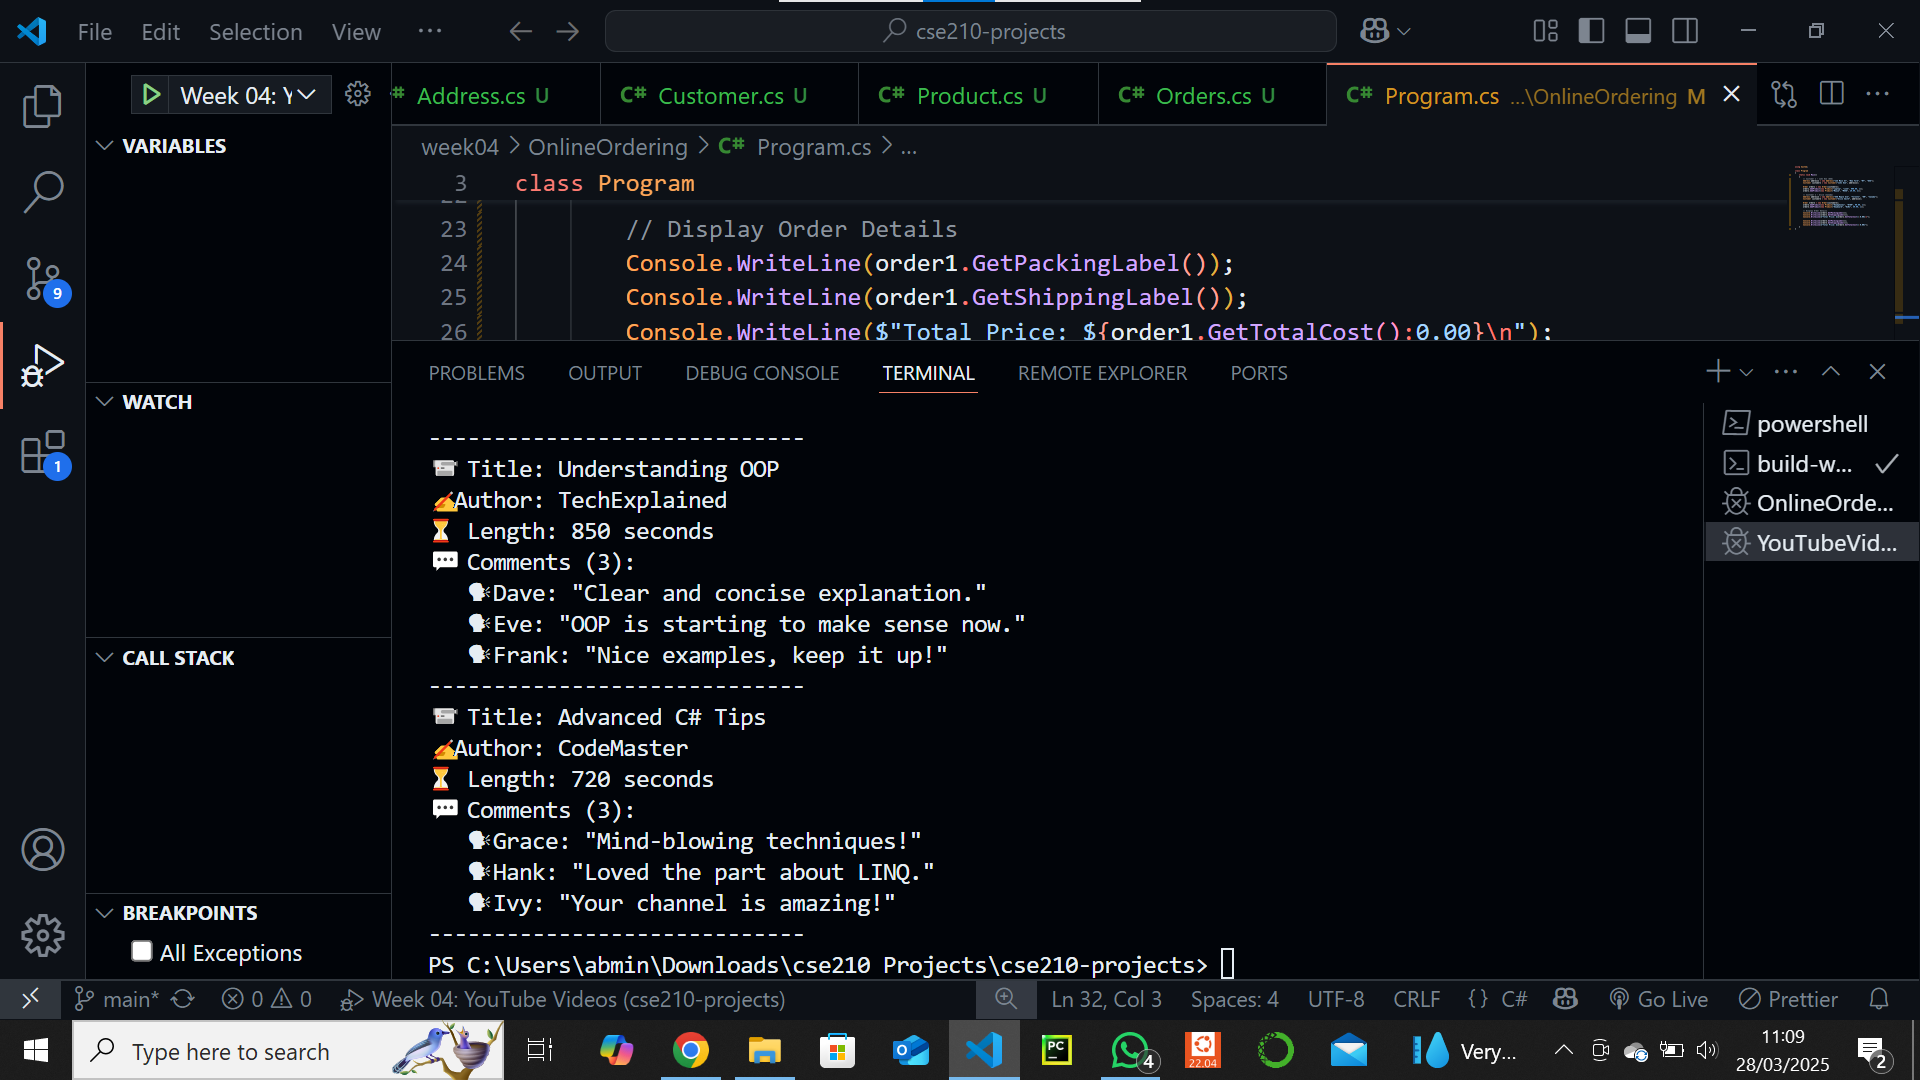 File Edit Selection View ··· cse210-projects
Week 04: Y
Address.cs U
Customer.cs U
Product.cs U
Orders.cs U
Program.cs ...\OnlineOrdering M
VARIABLES
WATCH
CALL STACK
BREAKPOINTS
All Exceptions
9
1
week04 > OnlineOrdering > C# Program.cs > ...
3 class Program
23 // Display Order Details
24 Console.WriteLine(order1.GetPackingLabel());
25 Console.WriteLine(order1.GetShippingLabel());
26 Console.WriteLine($"Total Price: ${order1.GetTotalCost():0.00}\n");
PROBLEMS OUTPUT DEBUG CONSOLE TERMINAL REMOTE EXPLORER PORTS
-----------------------------
📼 Title: Understanding OOP
✍Author: TechExplained
⏳ Length: 850 seconds
💬 Comments (3):
🗣Dave: "Clear and concise explanation."
🗣Eve: "OOP is starting to make sense now."
🗣Frank: "Nice examples, keep it up!"
-----------------------------
📼 Title: Advanced C# Tips
✍Author: CodeMaster
⏳ Length: 720 seconds
💬 Comments (3):
🗣Grace: "Mind-blowing techniques!"
🗣Hank: "Loved the part about LINQ."
🗣Ivy: "Your channel is amazing!"
-----------------------------
PS C:\Users\abmin\Downloads\cse210 Projects\cse210-projects>
powershell
build-w...
OnlineOrde...
YouTubeVid...
main* 0 0 Week 04: YouTube Videos (cse210-projects) Ln 32, Col 3 Spaces: 4 UTF-8 CRLF {} C# Go Live Prettier
Type here to search
PC
4
22.04
Very...
11:09
28/03/2025
2